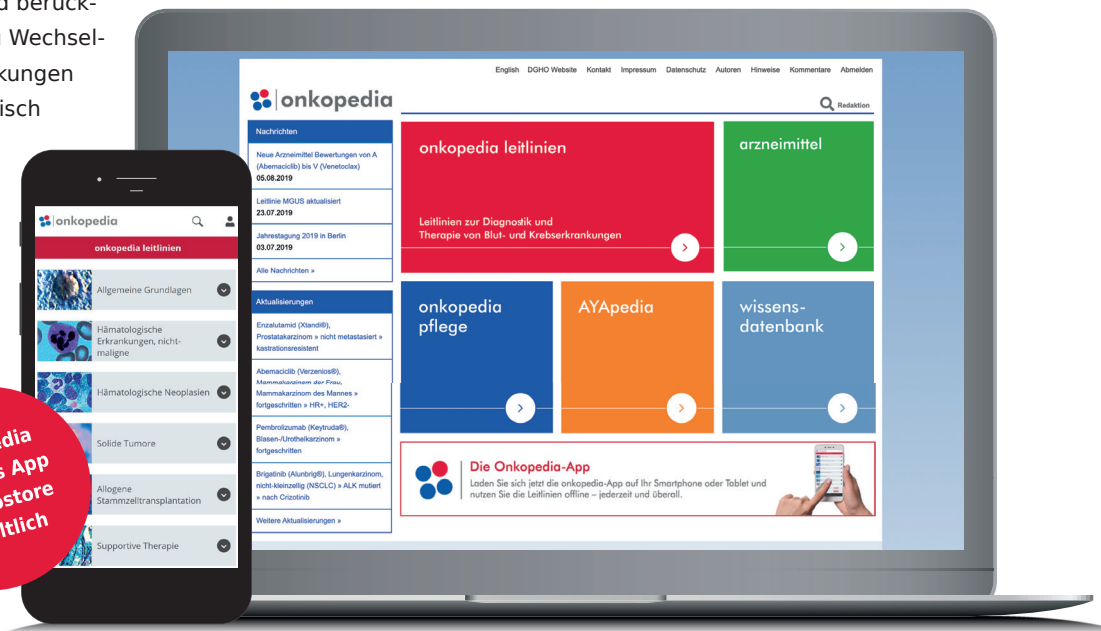 Wechsel-
English DGHO Website Kontakt Impressum Datenschutz Autoren Hinweise Kommentare Abmelden
onkopedia
Redaktion
Nachrichten
Neue Arzneimittel Bewertungen von A
(Abemaciclib) bis V (Venetoclax)
05.08.2019
Leitlinie MGUS aktualisiert
23.07.2019
Jahrestagung 2019 in Berlin
03.07.2019
Alle Nachrichten »
Aktualisierungen
Enzalutamid (Xtandi®),
Prostatakarzinom » nicht metastasiert »
kastrationsresistent
Abemaciclib (Verzenios®),
Mammakarzinom der Frau,
Mammakarzinom des Mannes »
fortgeschritten » HR+, HER2-
Pembrolizumab (Keytruda®),
Blasen-/Urothelkarzinom »
fortgeschritten
Brigatinib (Alunbrig®), Lungenkarzinom,
nicht-kleinzellig (NSCLC) » ALK mutiert
» nach Crizotinib
Weitere Aktualisierungen »
onkopedia leitlinien
Leitlinien zur Diagnostik und
Therapie von Blut- und Krebserkrankungen
arzneimittel
onkopedia
pflege
AYApedia
wissens-
datenbank
Die Onkopedia-App
Laden Sie sich jetzt die onkopedia-App auf Ihr Smartphone oder Tablet und
nutzen Sie die Leitlinien offline – jederzeit und überall.
onkopedia
onkopedia leitlinien
Allgemeine Grundlagen
Hämatologische
Erkrankungen, nicht-
maligne
Hämatologische Neoplasien
Solide Tumore
Allogene
Stammzelltransplantation
Supportive Therapie
App